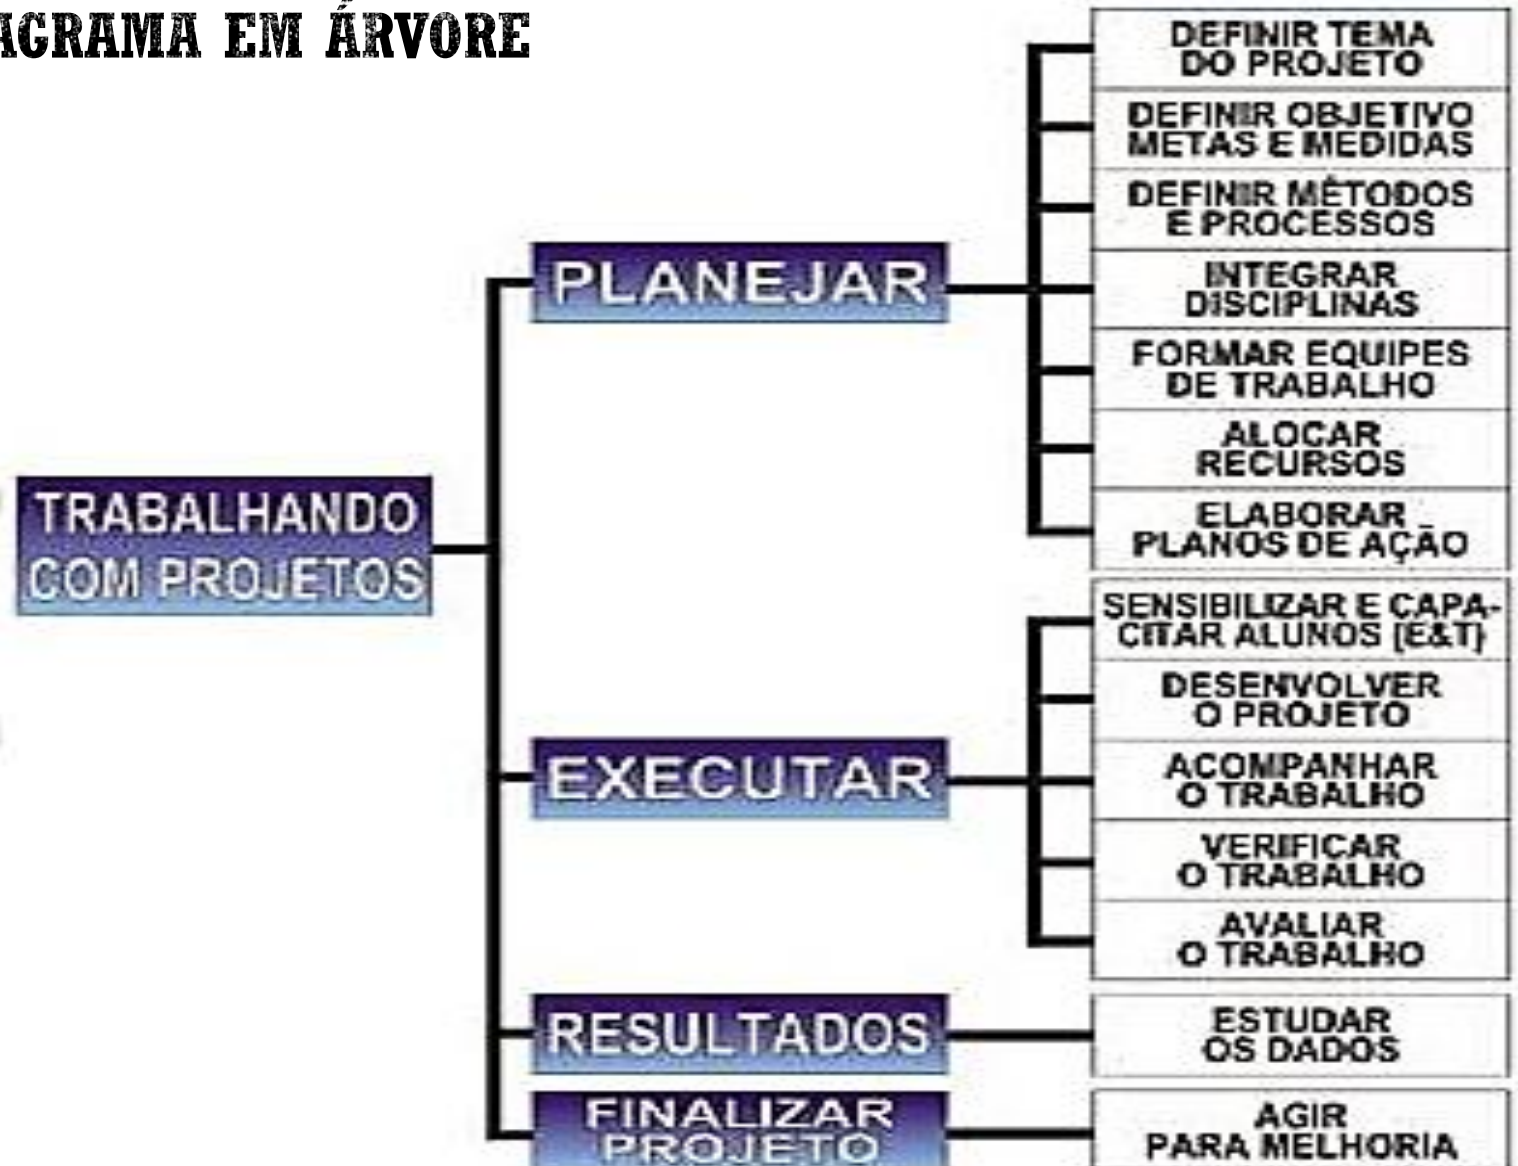 AGRAMA EM ÁRVORE
TRABALHANDO
COM PROJETOS
PLANEJAR
DEFINIR TEMA
DO PROJETO
DEFINIR OBJETIVO
METAS E MEDIDAS
DEFINIR MÉTODOS
E PROCESSOS
INTEGRAR
DISCIPLINAS
FORMAR EQUIPES
DE TRABALHO
ALOCAR
RECURSOS
ELABORAR
PLANOS DE AÇÃO
EXECUTAR
SENSIBILIZAR E CAPA-
CITAR ALUNOS (E&T)
DESENVOLVER
O PROJETO
ACOMPANHAR
O TRABALHO
VERIFICAR
O TRABALHO
AVALIAR
O TRABALHO
RESULTADOS
ESTUDAR
OS DADOS
FINALIZAR
PROJETO
AGIR
PARA MELHORIA